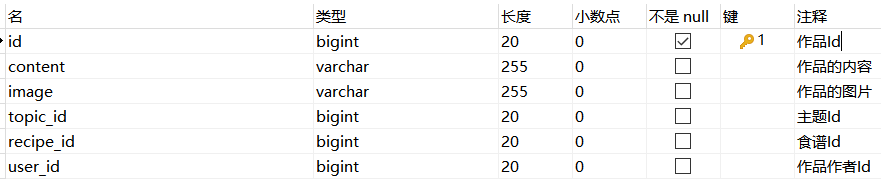 名 类型 长度 小数点 不是 null 键 注释
id bigint 20 0 1 作品Id
content varchar 255 0 作品的内容
image varchar 255 0 作品的图片
topic_id bigint 20 0 主题Id
recipe_id bigint 20 0 食谱Id
user_id bigint 20 0 作品作者Id